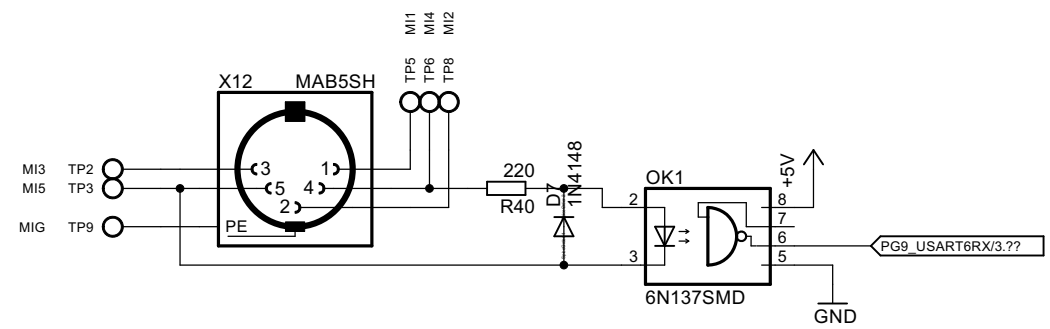 MI1
MI4
MI2
TP5
TP6
TP8
X12 MAB5SH
MI3 TP2
MI5 TP3
MIG TP9
3
1
5
4
2
PE
220
R40
D7
1N4148
OK1
+5V
2
3
8
7
6
5
6N137SMD
PG9_USART6RX/3.??
GND